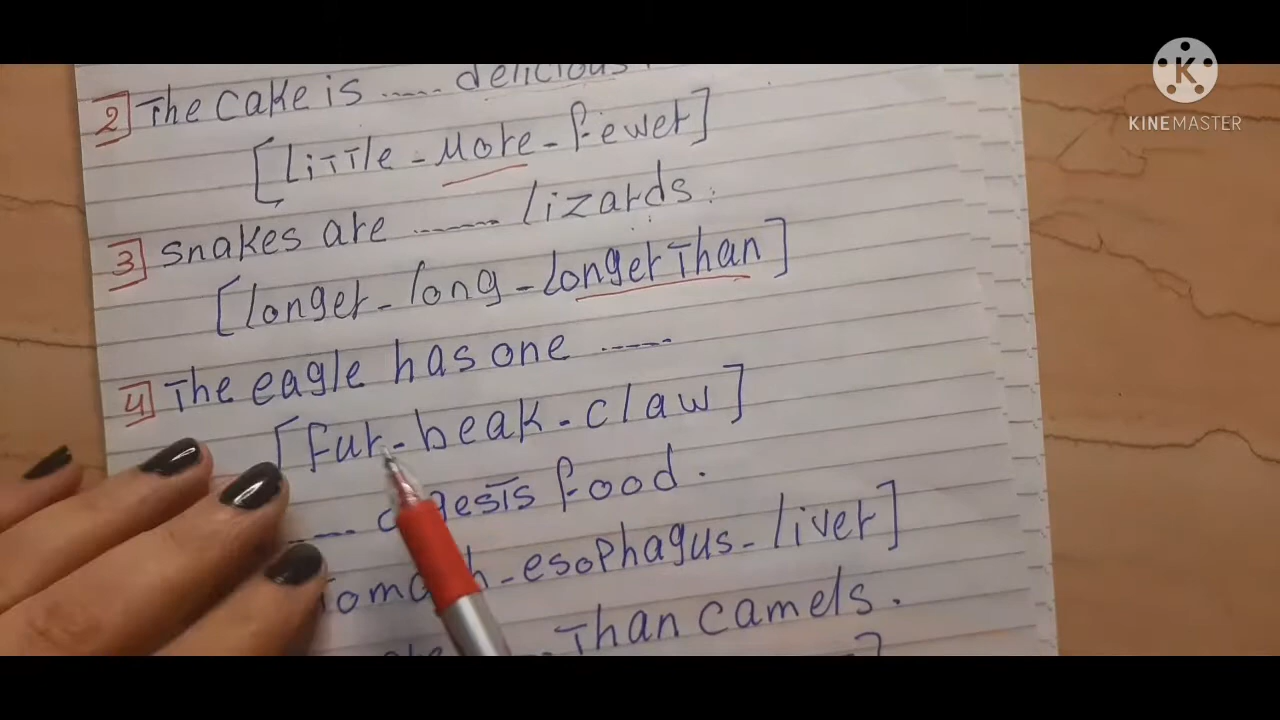 2 The cake is ..... delicious
[little - more - fewer]
3 snakes are ..... lizards.
[longer - long - longer Than]
4 The eagle has one .....
[fur - beak - claw]
food.
- esophagus - liver]
Than camels.
K
KINEMASTER